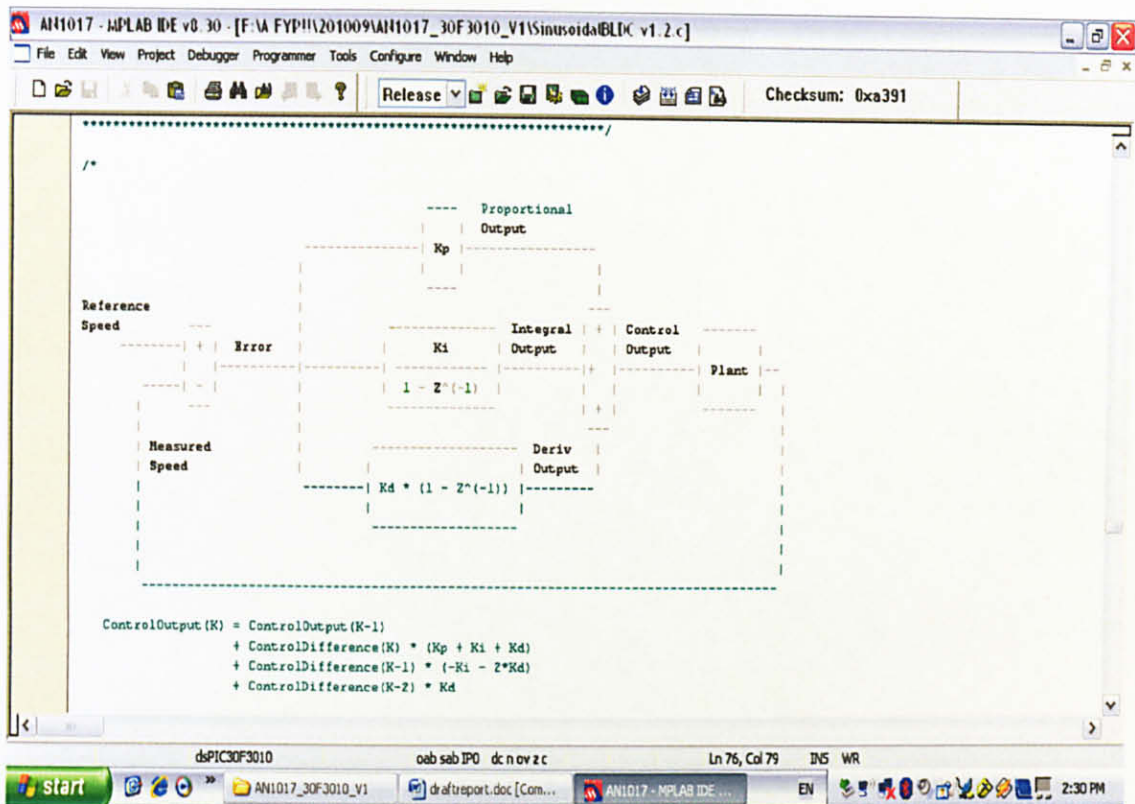 AN1017 - MPLAB IDE v8.30 - [F:\A FYP!!\201009\AN1017_30F3010_V1\SinusoidalBLDC v1.2.c]
File Edit View Project Debugger Programmer Tools Configure Window Help
Release Checksum: 0xa391
*******************************************************************/
/*
---- Proportional
| | Output
---------------| Kp |-----------------
Reference
Speed --- ------------- Integral | + | Control -------
---------| + | Error | Ki | Output | | Output | |
| |-----------|---------| ------------- |-----------|+ |----------| Plant |--
-----| - | | 1 - Z^(-1) | | | | |
--- ------------- | + | -------
Measured ------------------ Deriv
Speed | | Output
--------| Kd * (1 - Z^(-1)) |---------
| |
------------------
ControlOutput(K) = ControlOutput(K-1)
+ ControlDifference(K) * (Kp + Ki + Kd)
+ ControlDifference(K-1) * (-Ki - 2*Kd)
+ ControlDifference(K-2) * Kd
dsPIC30F3010 oab sab IP0 dc n ov z c Ln 76, Col 79 INS WR
start AN1017_30F3010_V1 draftreport.doc [Com... AN1017 - MPLAB IDE ... EN 2:30 PM